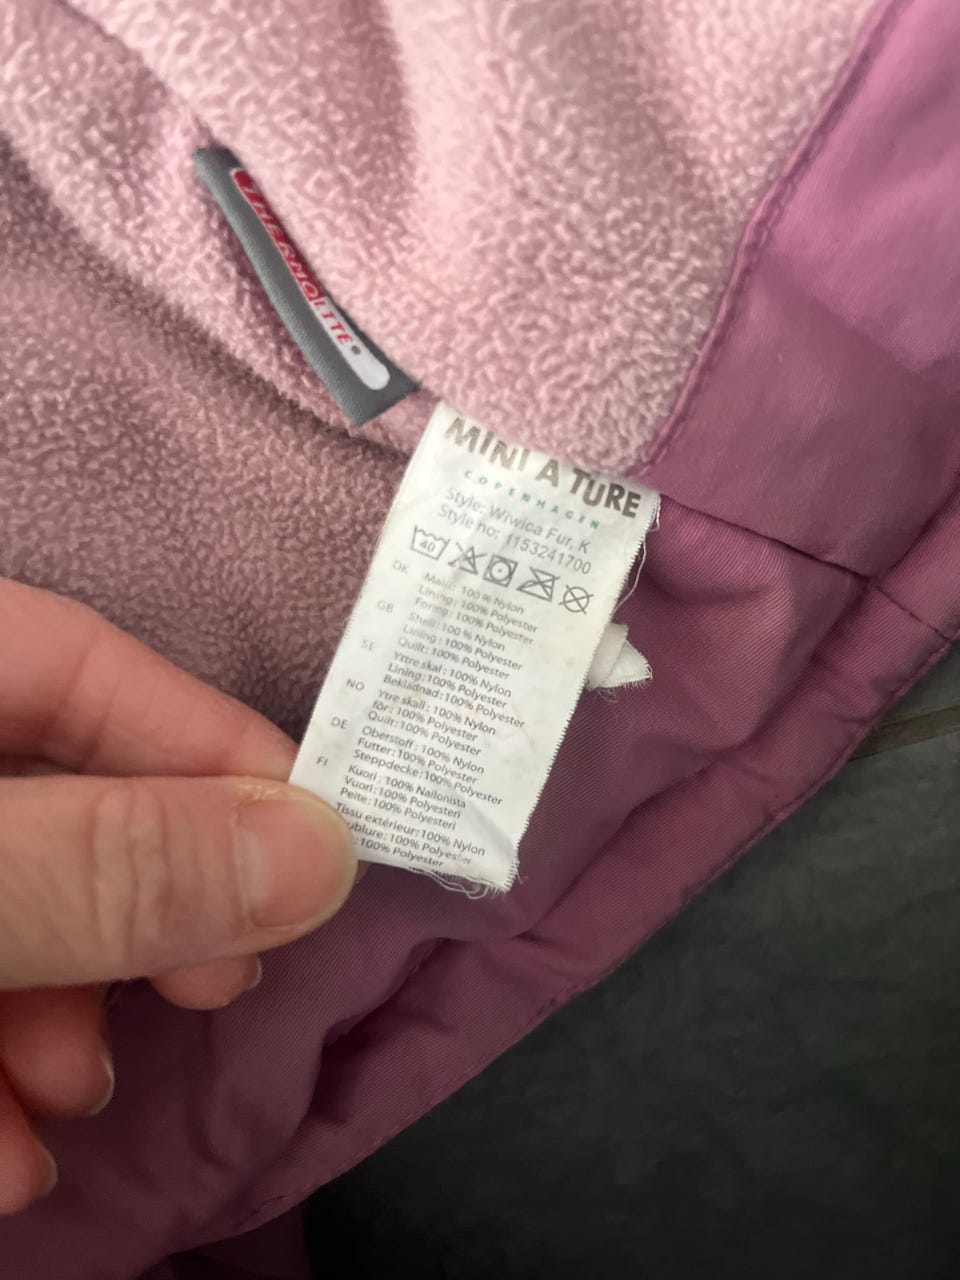 THERMOLITE
MINI A TURE
COPENHAGEN
Style: Wiwica Fur, K
Style no: 1153241700
40
DK
100 % Nylon
Lining: 100% Polyester
Foring: 100% Polyester
GB Shell: 100 % Nylon
Lining: 100% Polyester
Quilt: 100% Polyester
SE Yttre skal: 100% Nylon
Lining: 100% Polyester
Beklädnad: 100% Polyester
NO Ytre skall: 100% Nylon
för: 100% Polyester
Quilt: 100% Polyester
DE Oberstoff: 100% Nylon
Futter: 100% Polyester
Steppdecke: 100% Polyester
FI Kuori: 100% Nailonista
Vuori: 100% Polyesteri
Peite: 100% Polyesteri
Tissu extérieur: 100% Nylon
ublure: 100% Polyester
: 100% Polyester